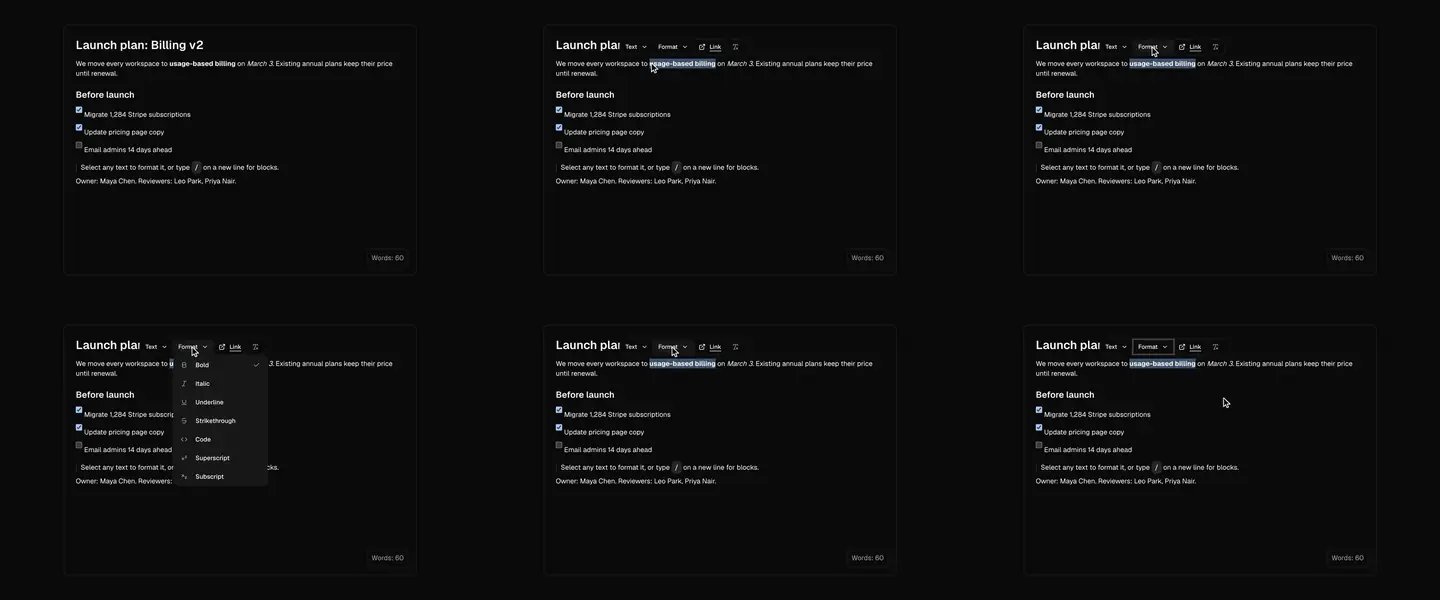 Launch plan: Billing v2
We move every workspace to usage-based billing on March 3. Existing annual plans keep their price
until renewal.
Before launch
Migrate 1,284 Stripe subscriptions
Update pricing page copy
Email admins 14 days ahead
Select any text to format it, or type / on a new line for blocks.
Owner: Maya Chen. Reviewers: Leo Park, Priya Nair.
Words: 60
Launch plan Text Format Link
We move every workspace to usage-based billing on March 3. Existing annual plans keep their price
until renewal.
Before launch
Migrate 1,284 Stripe subscriptions
Update pricing page copy
Email admins 14 days ahead
Select any text to format it, or type / on a new line for blocks.
Owner: Maya Chen. Reviewers: Leo Park, Priya Nair.
Words: 60
Launch plan Text Format Link
We move every workspace to usage-based billing on March 3. Existing annual plans keep their price
until renewal.
Before launch
Migrate 1,284 Stripe subscriptions
Update pricing page copy
Email admins 14 days ahead
Select any text to format it, or type / on a new line for blocks.
Owner: Maya Chen. Reviewers: Leo Park, Priya Nair.
Words: 60
Launch plan Text Format Link
We move every workspace to 3. Existing annual plans keep their price
until renewal.
Bold
Italic
Underline
Strikethrough
Code
Superscript
Subscript
Before launch
Migrate 1,284 Stripe subscrip
Update pricing page copy
Email admins 14 days ahead
Select any text to format it, or cks.
Owner: Maya Chen. Reviewers:
Words: 60
Launch plan Text Format Link
We move every workspace to usage-based billing on March 3. Existing annual plans keep their price
until renewal.
Before launch
Migrate 1,284 Stripe subscriptions
Update pricing page copy
Email admins 14 days ahead
Select any text to format it, or type / on a new line for blocks.
Owner: Maya Chen. Reviewers: Leo Park, Priya Nair.
Words: 60
Launch plan Text Format Link
We move every workspace to usage-based billing on March 3. Existing annual plans keep their price
until renewal.
Before launch
Migrate 1,284 Stripe subscriptions
Update pricing page copy
Email admins 14 days ahead
Select any text to format it, or type / on a new line for blocks.
Owner: Maya Chen. Reviewers: Leo Park, Priya Nair.
Words: 60